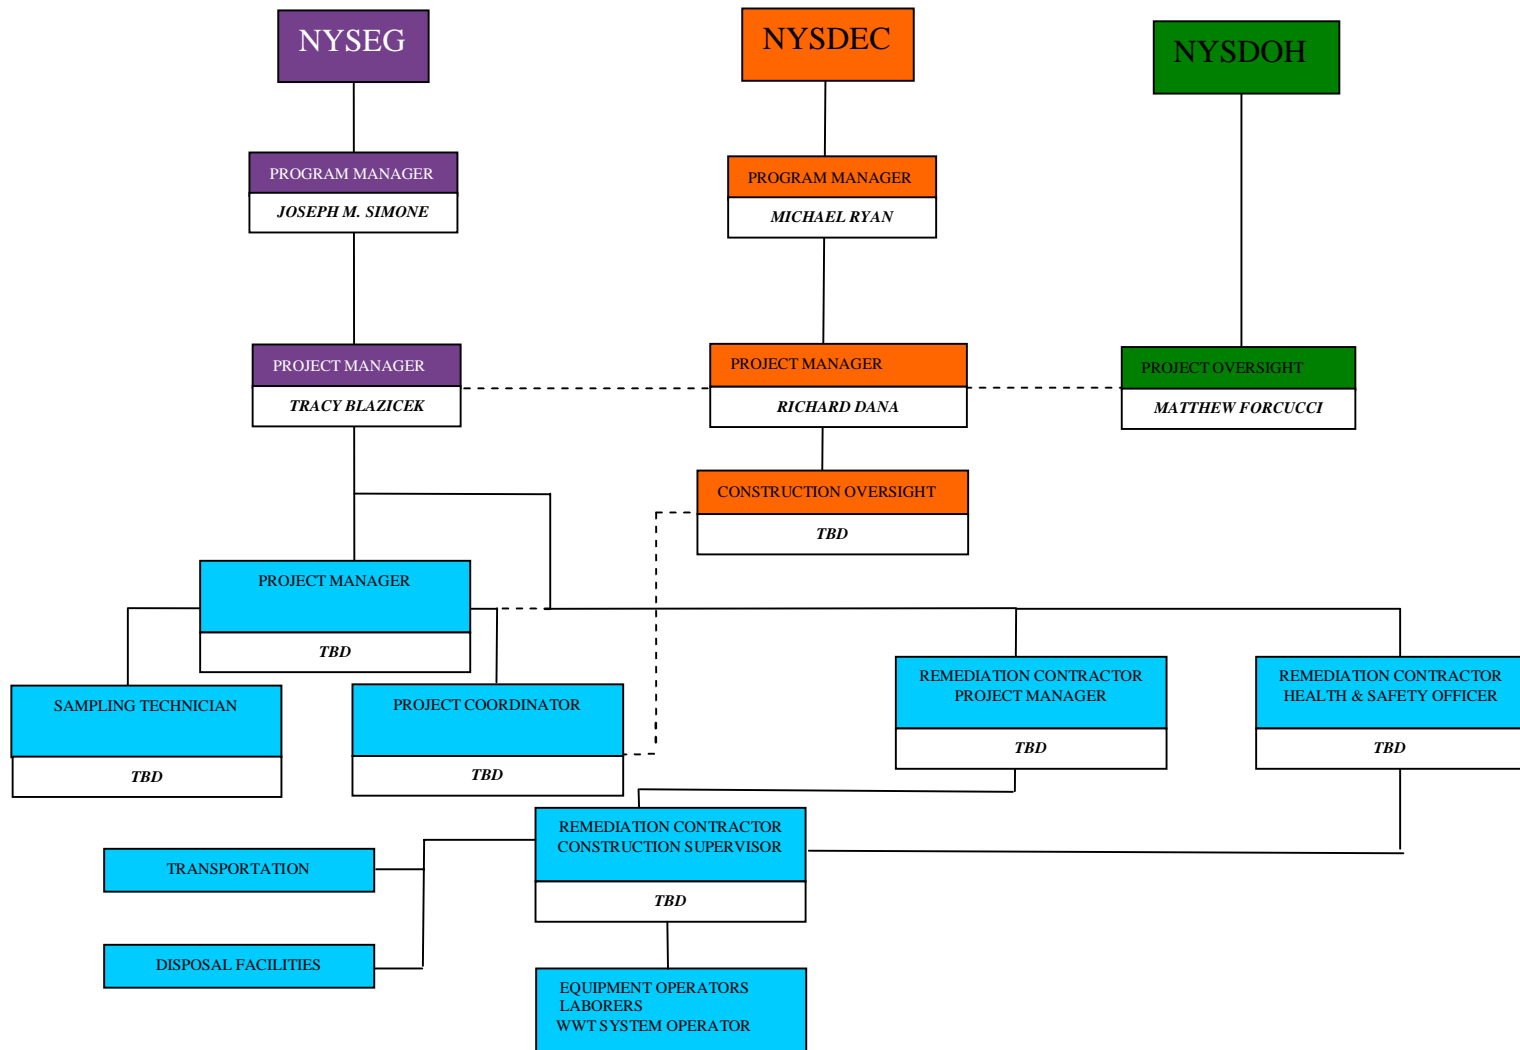 NYSEG
NYSDEC
NYSDOH
PROGRAM MANAGER
JOSEPH M. SIMONE
PROGRAM MANAGER
MICHAEL RYAN
PROJECT MANAGER
TRACY BLAZICEK
PROJECT MANAGER
RICHARD DANA
PROJECT OVERSIGHT
MATTHEW FORCUCCI
CONSTRUCTION OVERSIGHT
TBD
PROJECT MANAGER
TBD
SAMPLING TECHNICIAN
TBD
PROJECT COORDINATOR
TBD
REMEDIATION CONTRACTOR
PROJECT MANAGER
TBD
REMEDIATION CONTRACTOR
HEALTH & SAFETY OFFICER
TBD
REMEDIATION CONTRACTOR
CONSTRUCTION SUPERVISOR
TBD
TRANSPORTATION
DISPOSAL FACILITIES
EQUIPMENT OPERATORS
LABORERS
WWT SYSTEM OPERATOR